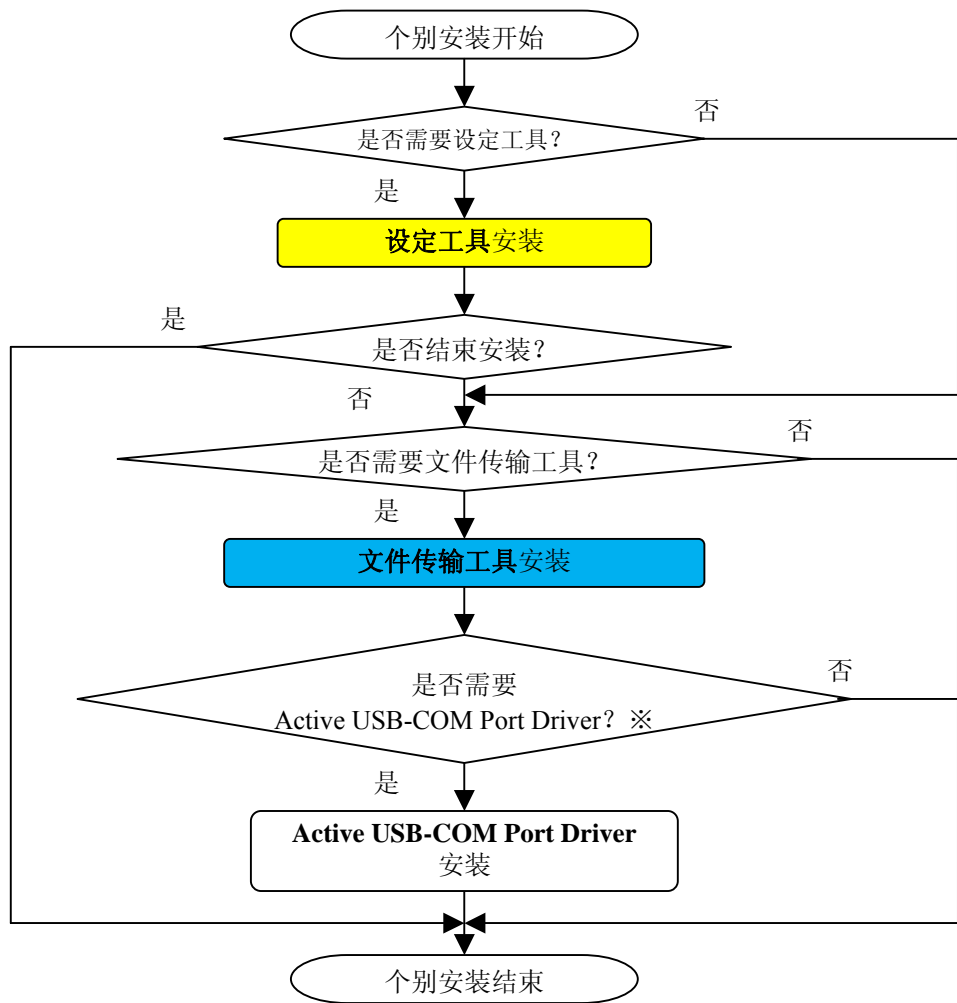 个别安装开始
否
是否需要设定工具？
是
设定工具安装
是
是否结束安装？
否
否
是否需要文件传输工具？
是
文件传输工具安装
否
是否需要
Active USB-COM Port Driver？※
是
Active USB-COM Port Driver
安装
个别安装结束